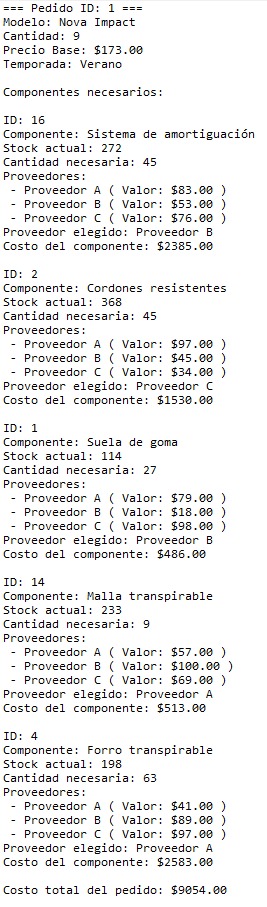 === Pedido ID: 1 ===
Modelo: Nova Impact
Cantidad: 9
Precio Base: $173.00
Temporada: Verano
Componentes necesarios:
ID: 16
Componente: Sistema de amortiguación
Stock actual: 272
Cantidad necesaria: 45
Proveedores:
- Proveedor A ( Valor: $83.00 )
- Proveedor B ( Valor: $53.00 )
- Proveedor C ( Valor: $76.00 )
Proveedor elegido: Proveedor B
Costo del componente: $2385.00
ID: 2
Componente: Cordones resistentes
Stock actual: 368
Cantidad necesaria: 45
Proveedores:
- Proveedor A ( Valor: $97.00 )
- Proveedor B ( Valor: $45.00 )
- Proveedor C ( Valor: $34.00 )
Proveedor elegido: Proveedor C
Costo del componente: $1530.00
ID: 1
Componente: Suela de goma
Stock actual: 114
Cantidad necesaria: 27
Proveedores:
- Proveedor A ( Valor: $79.00 )
- Proveedor B ( Valor: $18.00 )
- Proveedor C ( Valor: $98.00 )
Proveedor elegido: Proveedor B
Costo del componente: $486.00
ID: 14
Componente: Malla transpirable
Stock actual: 233
Cantidad necesaria: 9
Proveedores:
- Proveedor A ( Valor: $57.00 )
- Proveedor B ( Valor: $100.00 )
- Proveedor C ( Valor: $69.00 )
Proveedor elegido: Proveedor A
Costo del componente: $513.00
ID: 4
Componente: Forro transpirable
Stock actual: 198
Cantidad necesaria: 63
Proveedores:
- Proveedor A ( Valor: $41.00 )
- Proveedor B ( Valor: $89.00 )
- Proveedor C ( Valor: $97.00 )
Proveedor elegido: Proveedor A
Costo del componente: $2583.00
Costo total del pedido: $9054.00